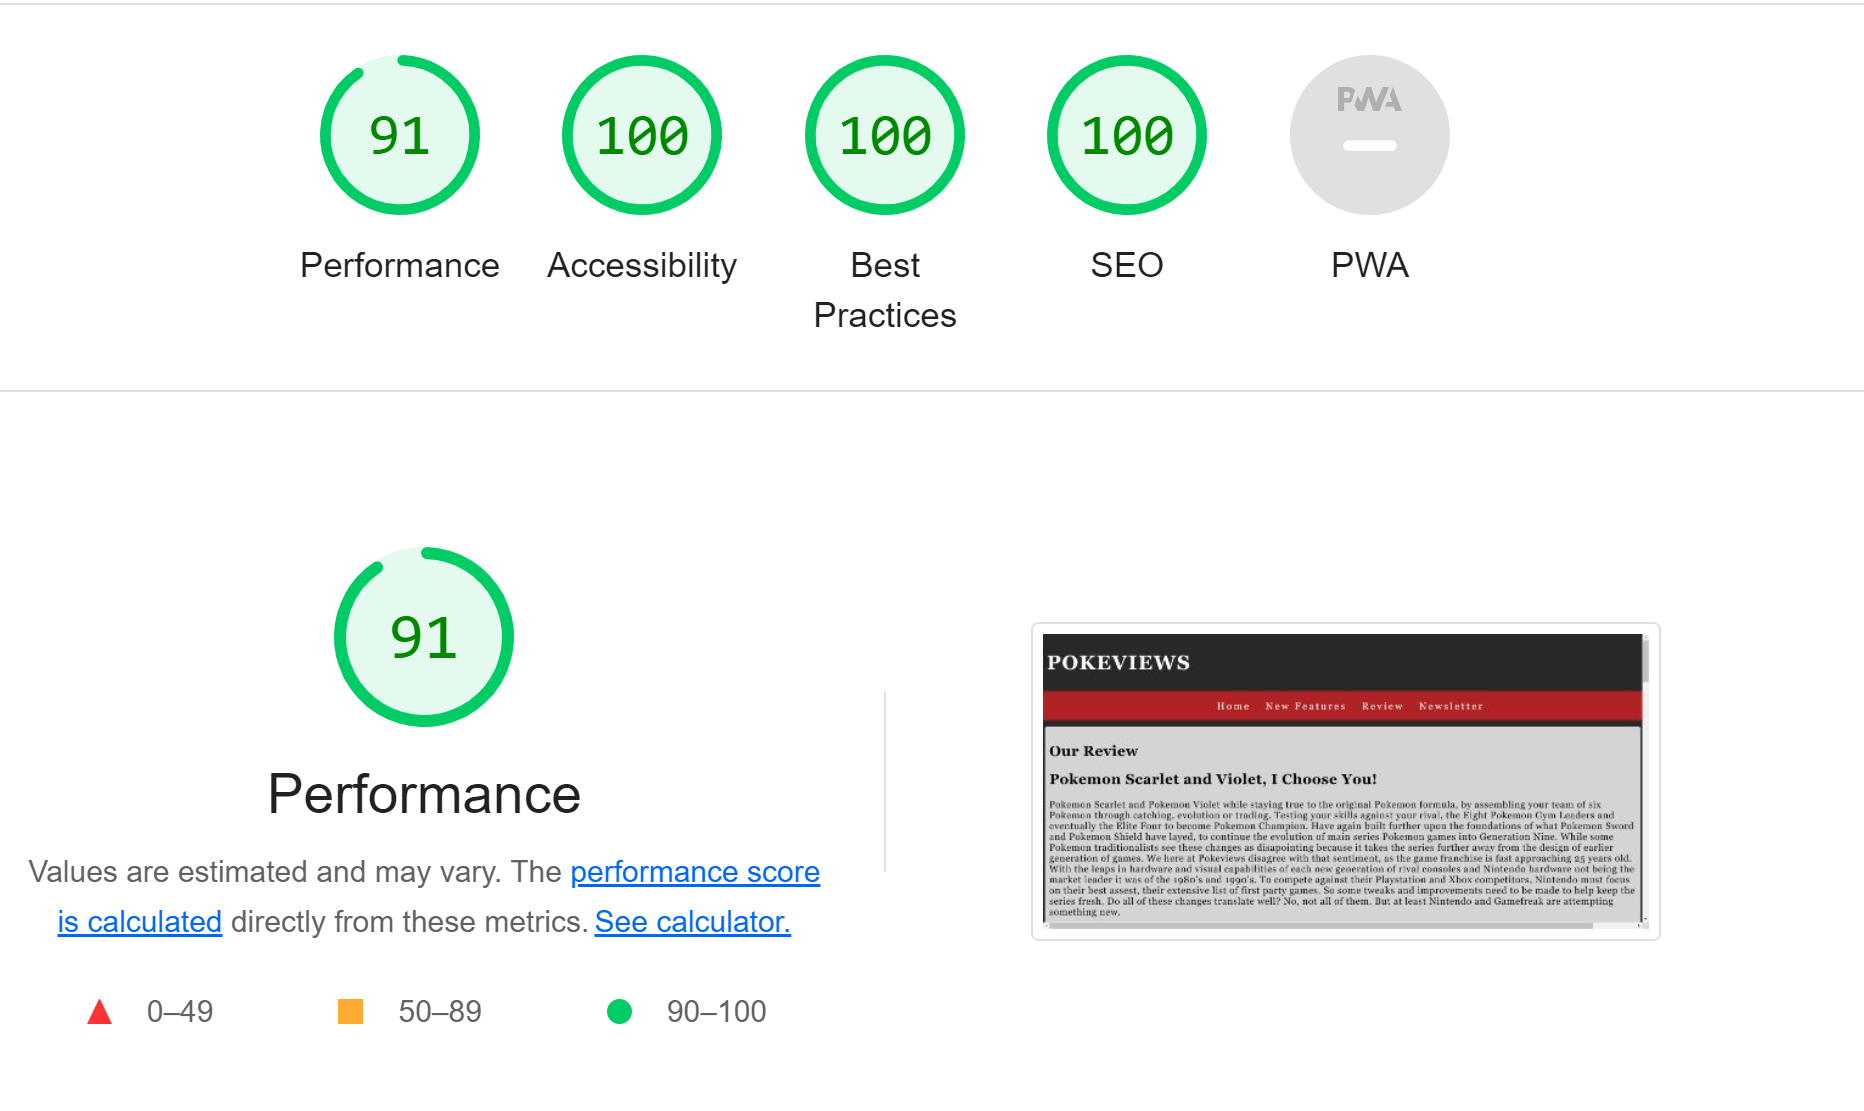 91
100
100
100
PWA
Performance
Accessibility
Best
Practices
SEO
PWA
91
Performance
Values are estimated and may vary. The performance score
is calculated directly from these metrics. See calculator.
0–49
50–89
90–100
POKEVIEWS
Home New Features Review Newsletter
Our Review
Pokemon Scarlet and Violet, I Choose You!
Pokemon Scarlet and Pokemon Violet while staying true to the original Pokemon formula, by assembling your team of six
Pokemon through catching, evolution or trading. Testing your skills against your rival, the Eight Pokemon Gym Leaders and
eventually the Elite Four to become Pokemon Champion. Have again built further upon the foundations of what Pokemon Sword
and Pokemon Shield have layed, to continue the evolution of main series Pokemon games into Generation Nine. While some
Pokemon traditionalists see these changes as disapointing because it takes the series further away from the design of earlier
generation of games. We here at Pokeviews disagree with that sentiment, as the game franchise is fast approaching 25 years old.
With the leaps in hardware and visual capabilities of each new generation of rival consoles and Nintendo hardware not being the
market leader it was of the 1980's and 1990's. To compete against their Playstation and Xbox competitors, Nintendo must focus
on their best assest, their extensive list of first party games. So some tweaks and improvements need to be made to help keep the
series fresh. Do all of these changes translate well? No, not all of them. But at least Nintendo and Gamefreak are attempting
something new.